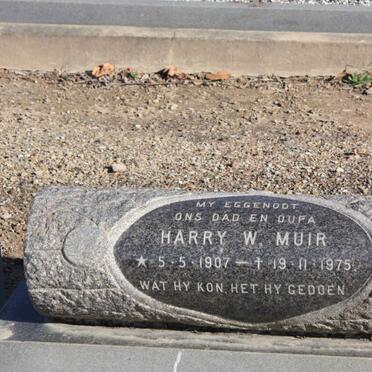 MY EGGENOOT
ONS DAD EN OUPA
HARRY W. MUIR
★ 5·5·1907 — † 19·11·1975
WAT HY KON, HET HY GEDOEN